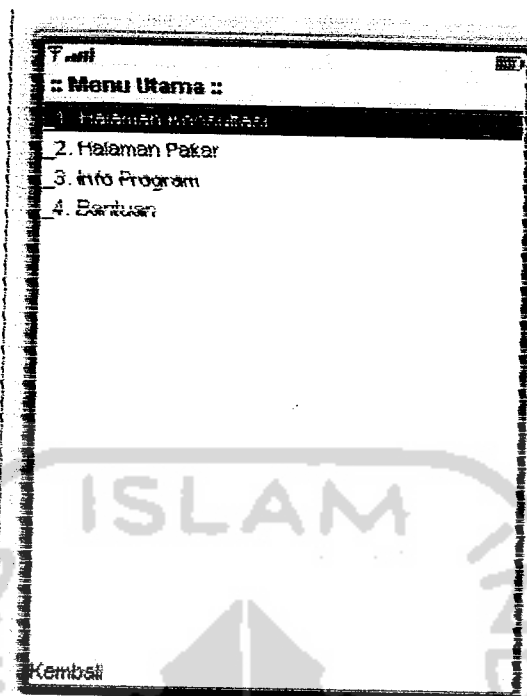 :: Menu Utama ::
1. Halaman Konsultasi
2. Halaman Pakar
3. Info Program
4. Bantuan
ISLAM
Kembali